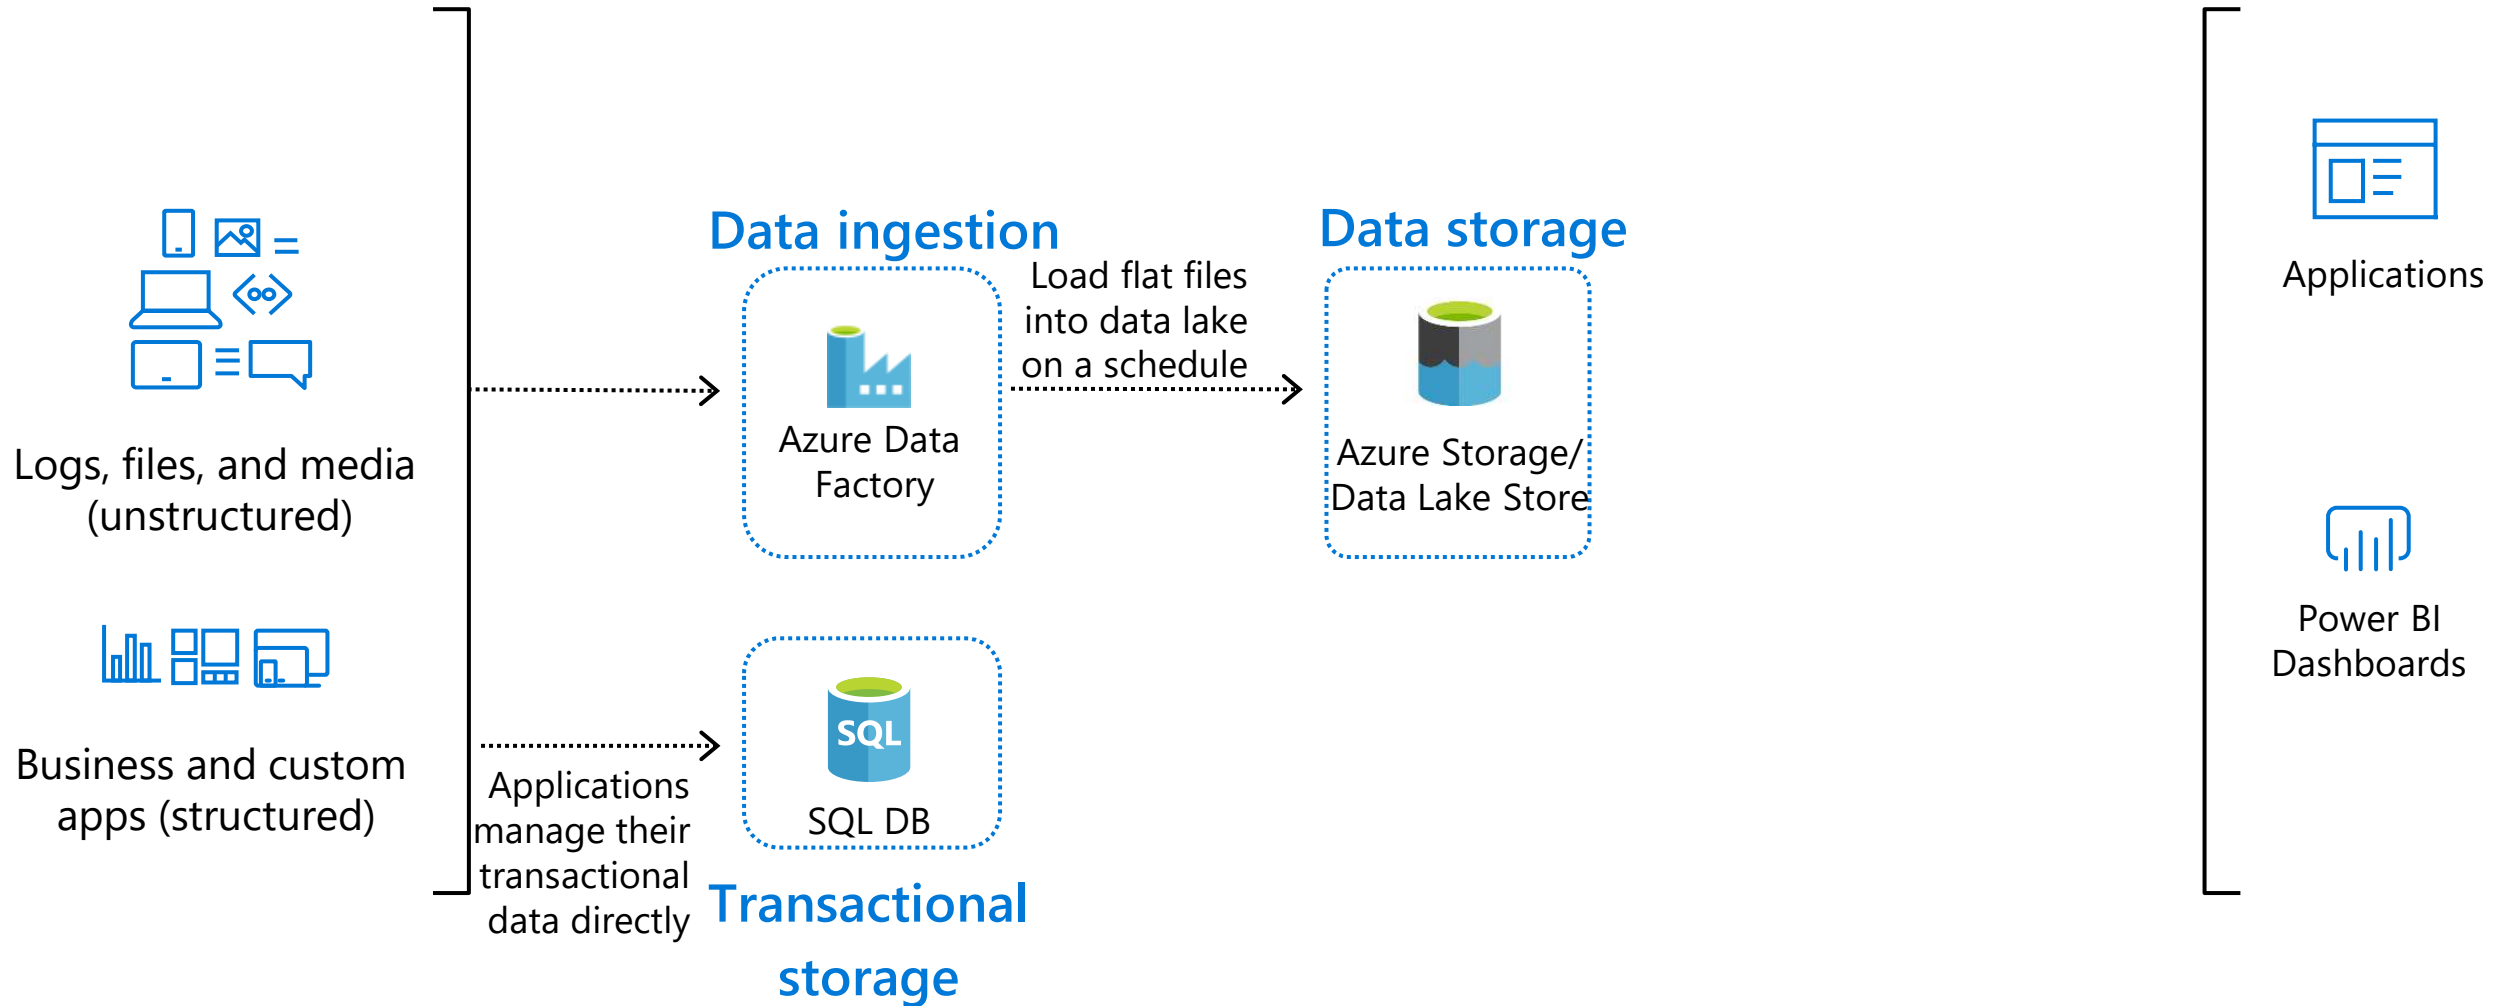 Logs, files, and media
(unstructured)
Business and custom
apps (structured)
Data ingestion
Azure Data
Factory
Load flat files
into data lake
on a schedule
Data storage
Azure Storage/
Data Lake Store
Applications
manage their
transactional
data directly
SQL
SQL DB
Transactional
storage
Applications
Power BI
Dashboards